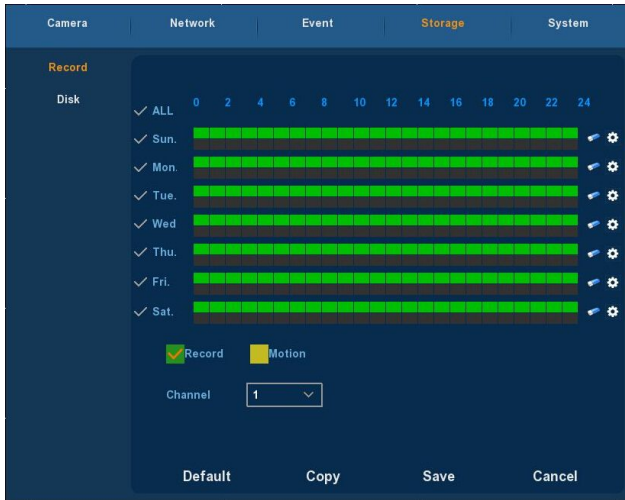 Camera Network Event Storage System
Record
Disk
0 2 4 6 8 10 12 14 16 18 20 22 24
ALL
Sun.
Mon.
Tue.
Wed
Thu.
Fri.
Sat.
Record Motion
Channel 1
Default Copy Save Cancel